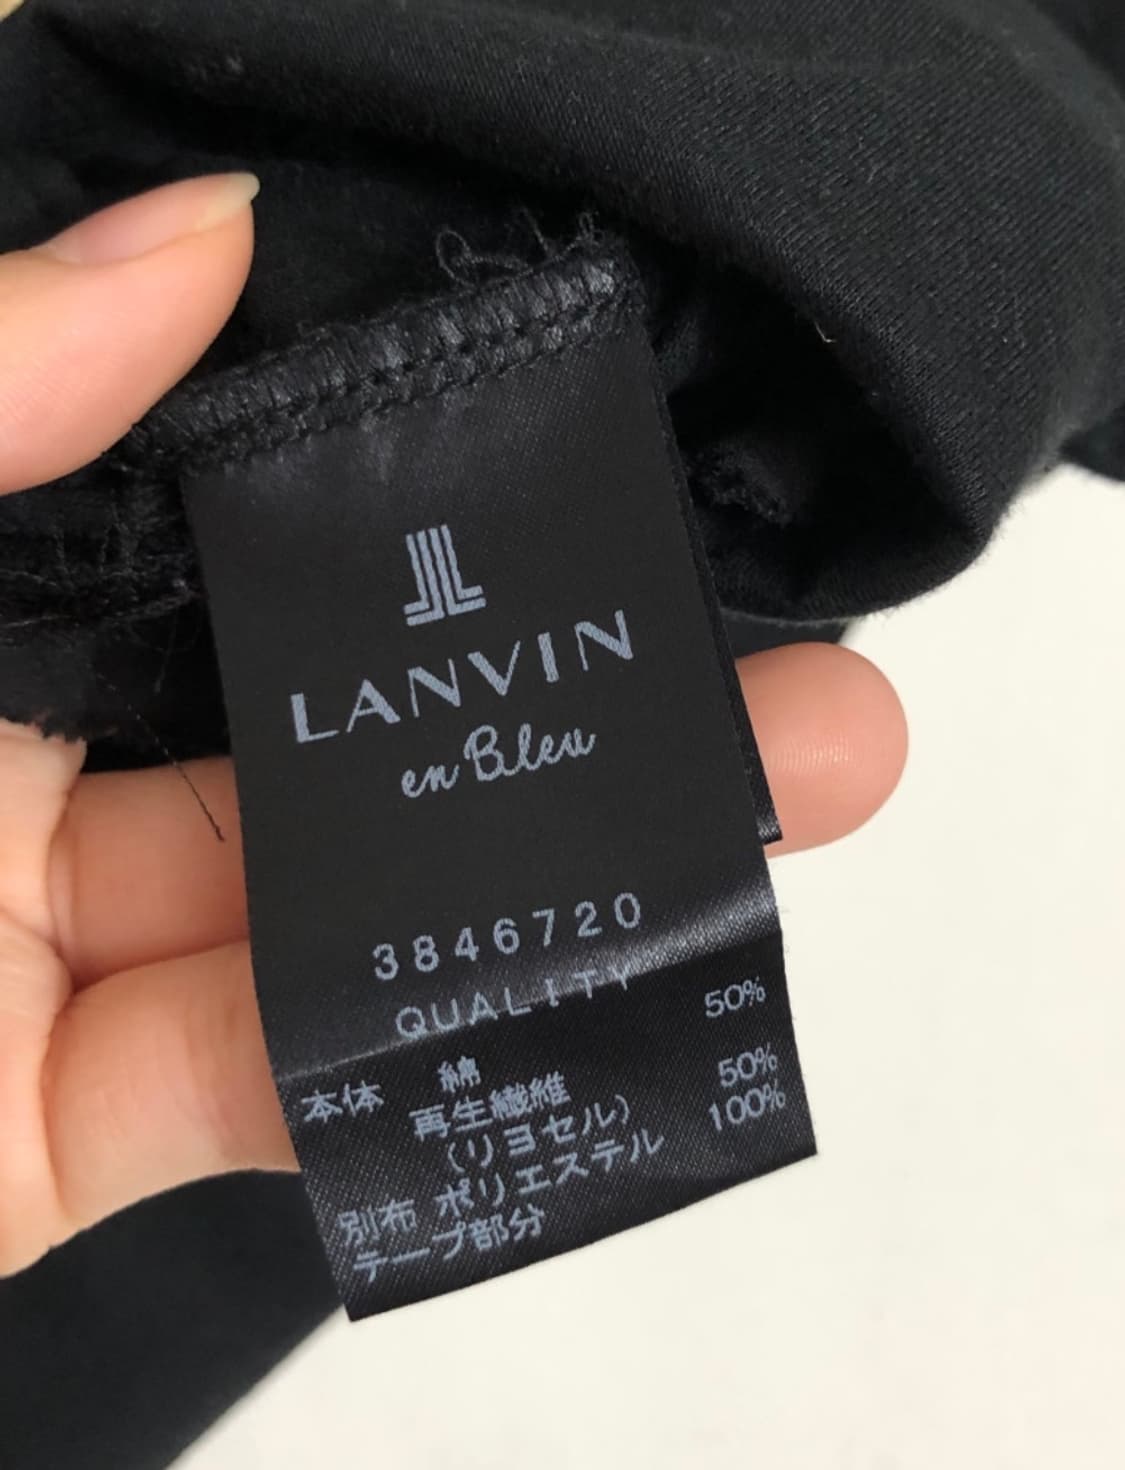 LANVIN
en Bleu
3846720
QUALITY
本体 綿 50%
再生繊維 50%
(リヨセル)
別布 ポリエステル 100%
テープ部分